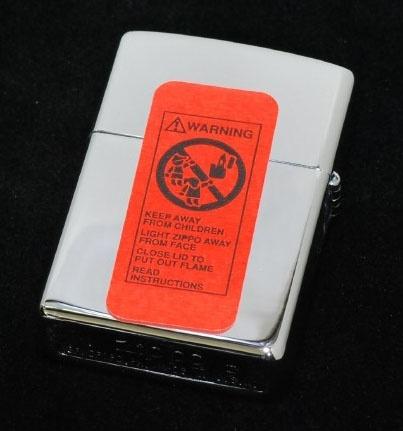 WARNING
KEEP AWAY
FROM CHILDREN
LIGHT ZIPPO AWAY
FROM FACE
CLOSE LID TO
PUT OUT FLAME
READ
INSTRUCTIONS